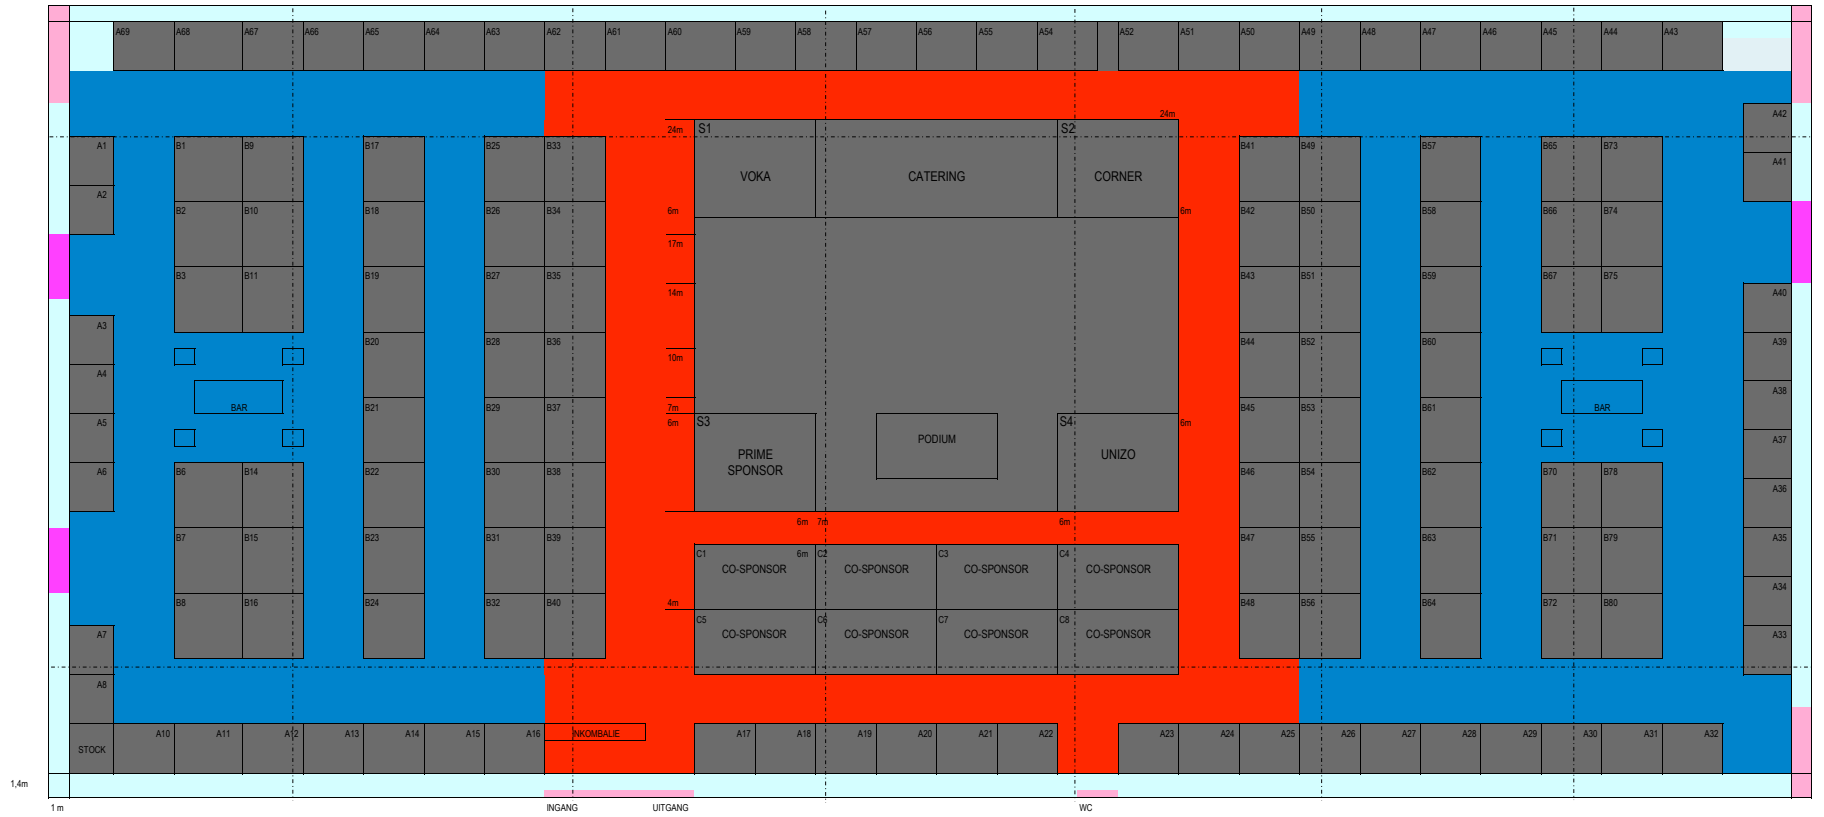 A69 A68 A67 A66 A65 A64 A63 A62 A61 A60 A59 A58 A57 A56 A55 A54 A52 A51 A50 A49 A48 A47 A46 A45 A44 A43
A42
24m
24m S1 S2
A1 B1 B9 B17 B25 B33 B41 B49 B57 B65 B73
A41
VOKA CATERING CORNER
A2
B2 B10 B18 B26 B34 6m 6m B42 B50 B58 B66 B74
17m
B3 B11 B19 B27 B35 B43 B51 B59 B67 B75
14m A40
A3
B20 B28 B36 B44 B52 B60 A39
10m
A4 A38
BAR B21 B29 B37 7m B45 B53 B61 BAR
A5 6m S3 S4 6m
PODIUM A37
PRIME
SPONSOR
UNIZO
A6 B6 B14 B22 B30 B38 B46 B54 B62 B70 B78
A36
6m 7m 6m
B7 B15 B23 B31 B39 B47 B55 B63 B71 B79 A35
C1 6m C2 C3 C4
CO-SPONSOR CO-SPONSOR CO-SPONSOR CO-SPONSOR
A34
B8 B16 B24 B32 B40 4m B48 B56 B64 B72 B80
C5 C6 C7 C8
CO-SPONSOR CO-SPONSOR CO-SPONSOR CO-SPONSOR
A7 A33
A8
A10 A11 A12 A13 A14 A15 A16 NKOMBALIE A17 A18 A19 A20 A21 A22 A23 A24 A25 A26 A27 A28 A29 A30 A31 A32
STOCK
1,4m
1 m INGANG UITGANG WC